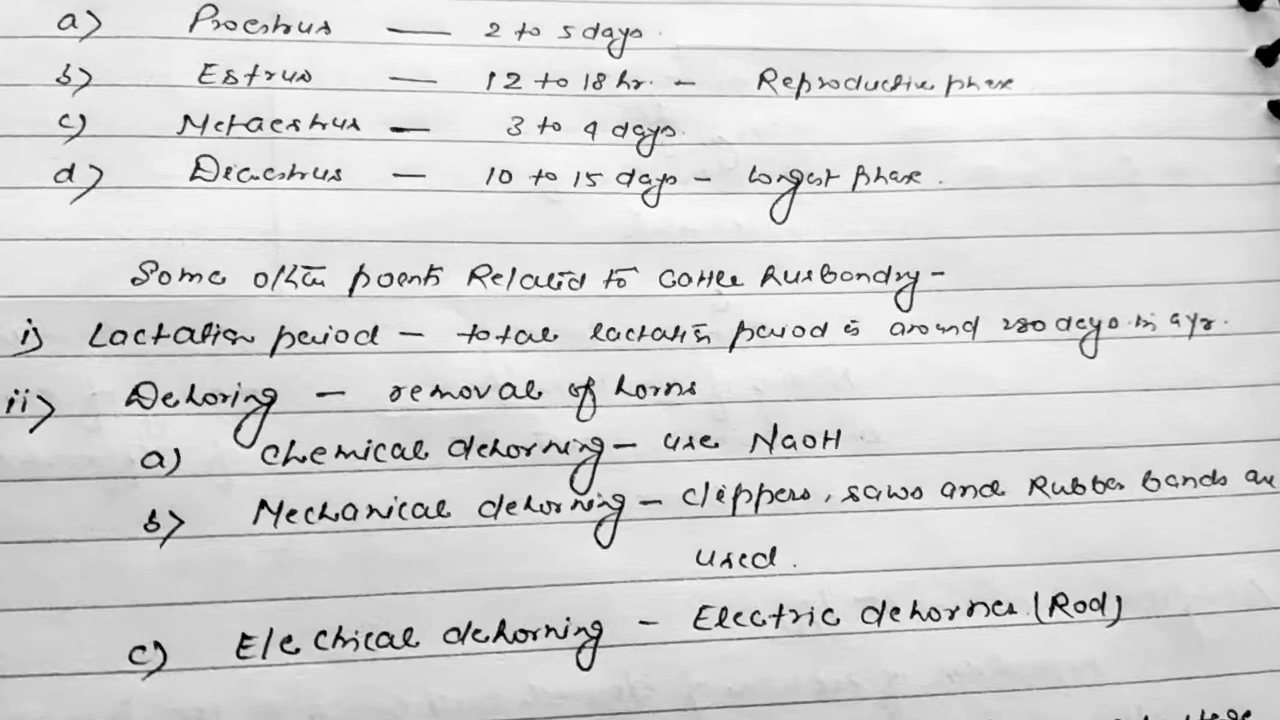 a) Proestrus — 2 to 5 days.
b) Estrus — 12 to 18 hr. — Reproductive phase
c) Metaestrus — 3 to 4 days.
d) Diaestrus — 10 to 15 days - longest phase.
Some other points Related to cattle Husbandry -
i) Lactation period - total lactation period is around 280 days in a yr.
ii) Dehoring - removal of horns
a) Chemical dehorning - use NaOH
b) Mechanical dehorning - clippers, saws and Rubber bands are
used.
c) Electrical dehorning - Electric dehorner (Rod)